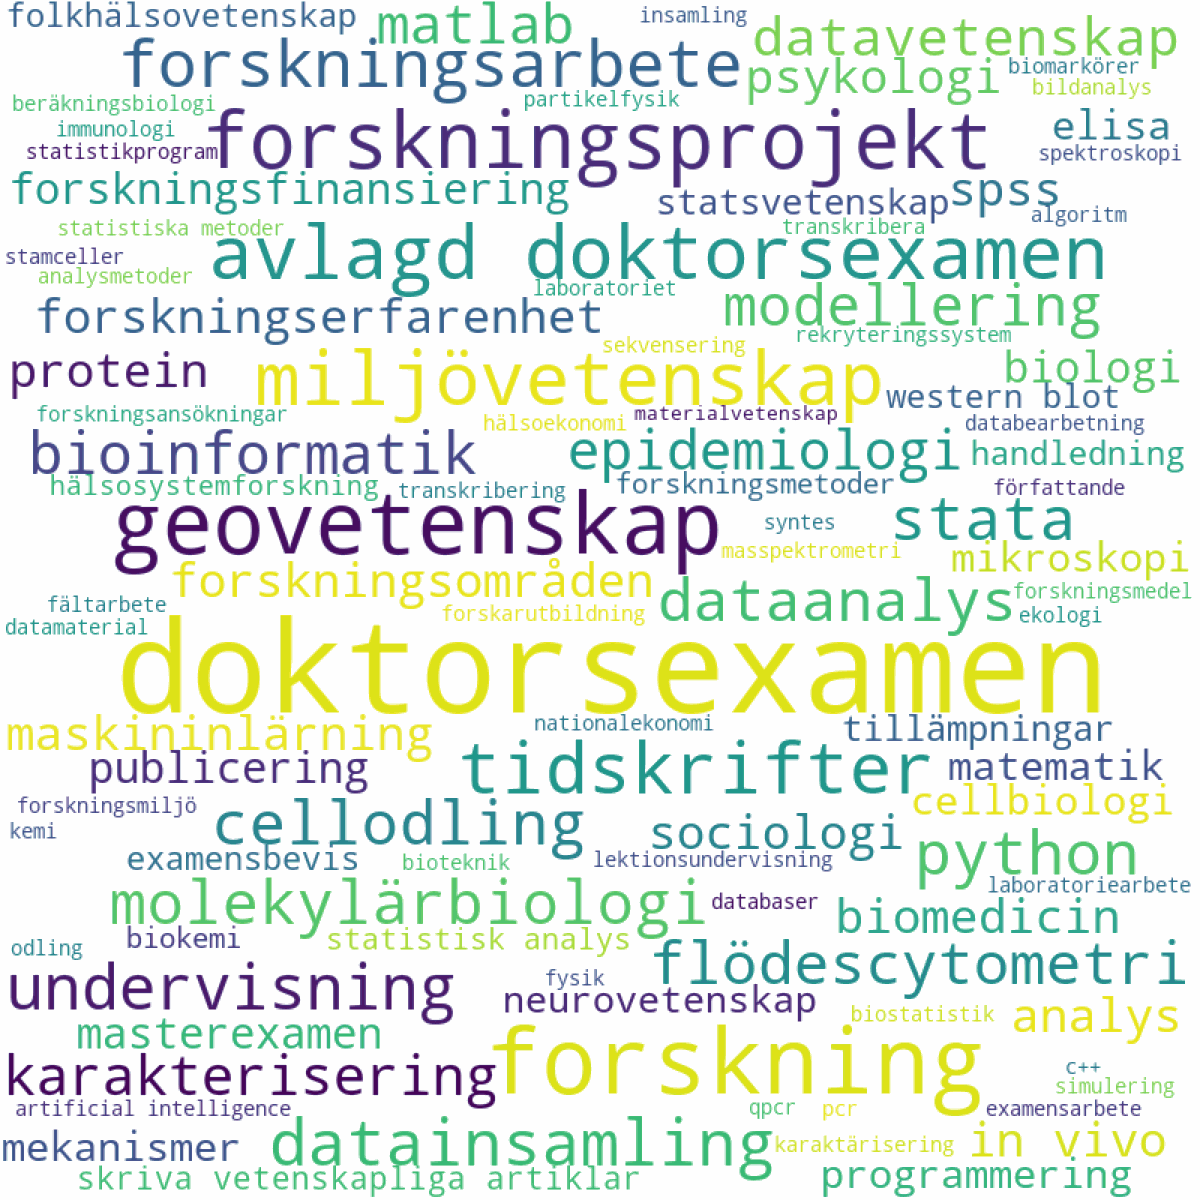 folkhälsovetenskap
matlab
insamling
datavetenskap
forskningsarbete
psykologi
biomarkörer
bildanalys
beräkningsbiologi
partikelfysik
immunologi
forskningsprojekt
elisa
statistikprogram
spektroskopi
forskningsfinansiering
statsvetenskap
spss
algoritm
statistiska metoder
transkribera
stamceller
avlagd doktorsexamen
analysmetoder
laboratoriet
modellering
forskningserfarenhet
rekryteringssystem
sekvensering
protein
miljövetenskap
biologi
western blot
forskningsansökningar
hälsoekonomi
materialvetenskap
databearbetning
bioinformatik
epidemiologi
handledning
hälsosystemforskning
transkribering
forskningsmetoder
författande
geovetenskap
syntes
stata
masspektrometri
mikroskopi
forskningsområden
dataanalys
forskningsmedel
fältarbete
forskarutbildning
ekologi
datamaterial
doktorsexamen
maskininlärning
nationalekonomi
tillämpningar
publicering
tidskrifter
matematik
forskningsmiljö
cellbiologi
kemi
cellodling
sociologi
examensbevis
bioteknik
lektionsundervisning
python
laboratoriearbete
molekylärbiologi
databaser
biomedicin
odling
biokemi
statistisk analys
flödescytometri
undervisning
fysik
neurovetenskap
biostatistik
analys
masterexamen
forskning
karakterisering
c++
simulering
artificial intelligence
qpcr
pcr
examensarbete
mekanismer
datainsamling
karaktärisering
in vivo
skriva vetenskapliga artiklar
programmering